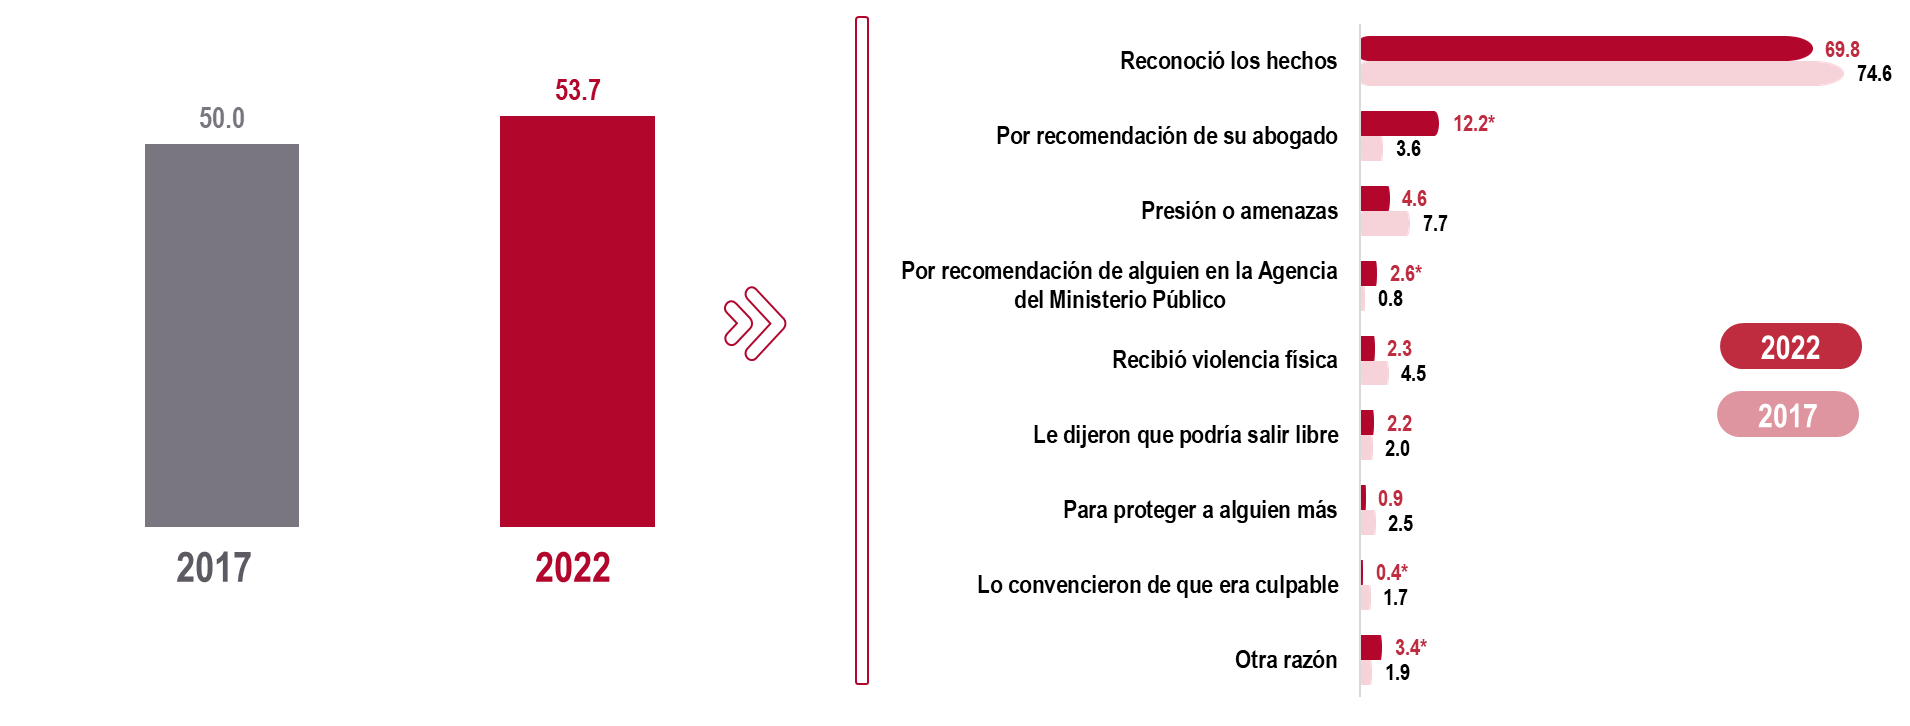 50.0
53.7
2017
2022
Reconoció los hechos
69.8
74.6
Por recomendación de su abogado
12.2*
3.6
Presión o amenazas
4.6
7.7
Por recomendación de alguien en la Agencia
del Ministerio Público
2.6*
0.8
Recibió violencia física
2.3
4.5
Le dijeron que podría salir libre
2.2
2.0
Para proteger a alguien más
0.9
2.5
Lo convencieron de que era culpable
0.4*
1.7
Otra razón
3.4*
1.9
2022
2017